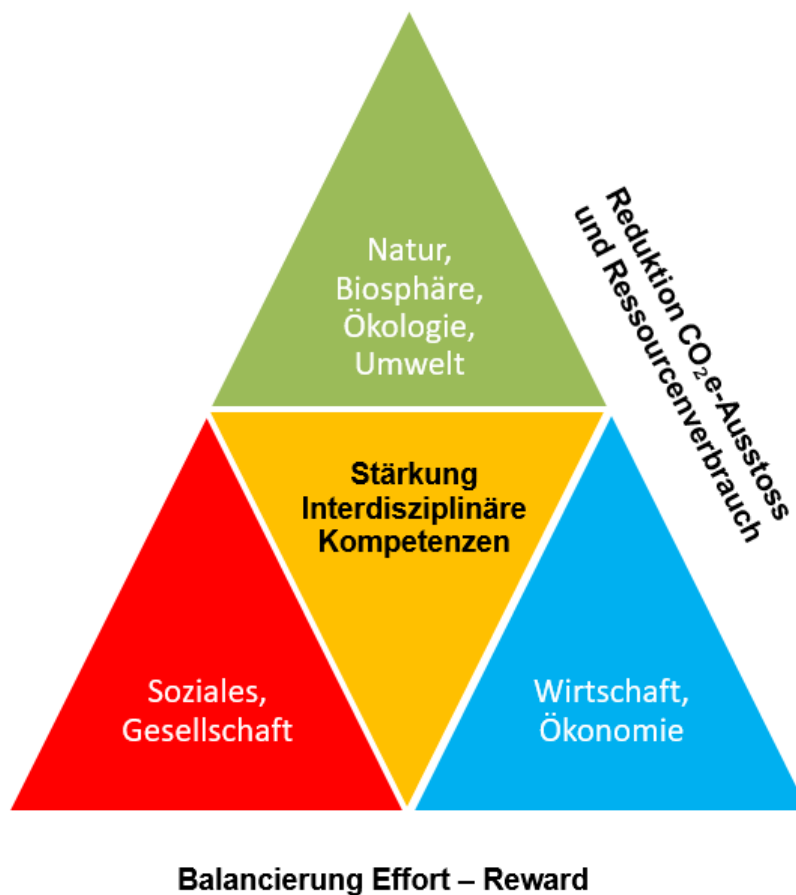 Natur,
Biosphäre,
Ökologie,
Umwelt
Reduktion CO₂e-Ausstoss
und Ressourcenverbrauch
Stärkung
Interdisziplinäre
Kompetenzen
Soziales,
Gesellschaft
Wirtschaft,
Ökonomie
Balancierung Effort – Reward